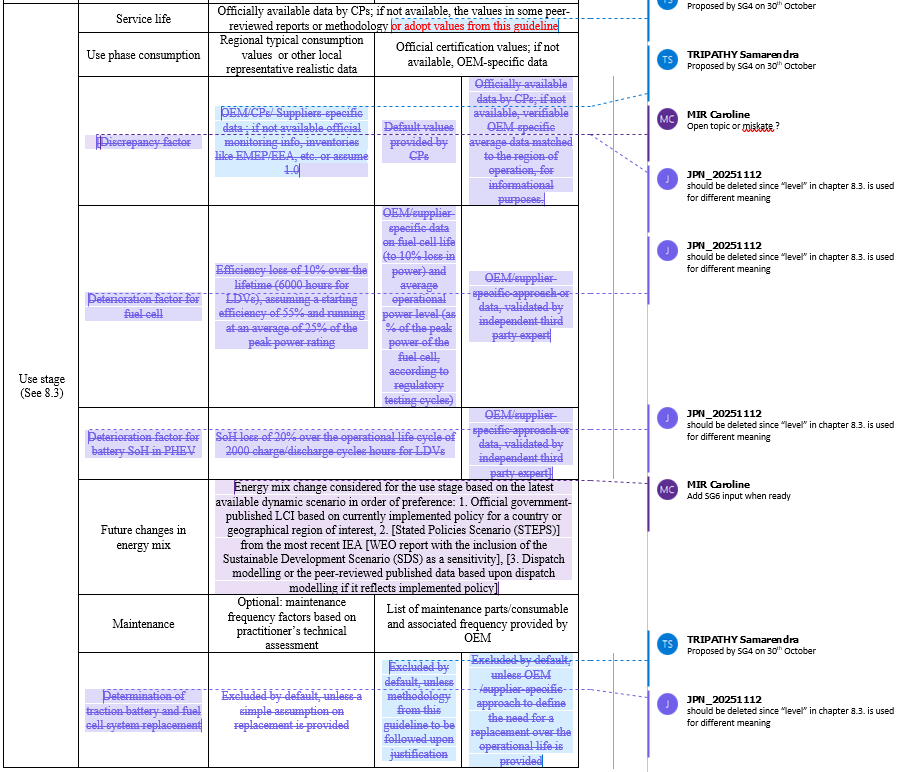 Proposed by SG4 on 30th October
Service life
Officially available data by CPs; if not available, the values in some peer-
reviewed reports or methodology or adopt values from this guideline
Use phase consumption
Regional typical consumption
values or other local
representative realistic data
Official certification values; if not
available, OEM-specific data
TS
TRIPATHY Samarendra
Proposed by SG4 on 30th October
Discrepancy factor
OEM/CPs/ Suppliers specific
data ; if not available official
monitoring info, inventories
like EMEP/EEA, etc. or assume
1.0
Default values
provided by
CPs
Officially available
data by CPs; if not
available, verifiable
OEM-specific
average data matched
to the region of
operation, for
informational
purposes.
MC
MIR Caroline
Open topic or miskate ?
J
JPN_20251112
should be deleted since “level” in chapter 8.3. is used
for different meaning
J
JPN_20251112
should be deleted since “level” in chapter 8.3. is used
for different meaning
Use stage
(See 8.3)
Deterioration factor for
fuel cell
Efficiency loss of 10% over the
lifetime (6000 hours for
LDVs), assuming a starting
efficiency of 55% and running
at an average of 25% of the
peak power rating
OEM/supplier-
specific data
on fuel cell life
(to 10% loss in
power) and
average
operational
power level (as
% of the peak
power of the
fuel cell,
according to
regulatory
testing cycles)
OEM/supplier-
specific approach or
data, validated by
independent third
party expert
Deterioration factor for
battery SoH in PHEV
SoH loss of 20% over the operational life cycle of
2000 charge/discharge cycles hours for LDVs
OEM/supplier-
specific approach or
data, validated by
independent third
party expert]
J
JPN_20251112
should be deleted since “level” in chapter 8.3. is used
for different meaning
Future changes in
energy mix
Energy mix change considered for the use stage based on the latest
available dynamic scenario in order of preference: 1. Official government-
published LCI based on currently implemented policy for a country or
geographical region of interest, 2. [Stated Policies Scenario (STEPS)]
from the most recent IEA [WEO report with the inclusion of the
Sustainable Development Scenario (SDS) as a sensitivity], [3. Dispatch
modelling or the peer-reviewed published data based upon dispatch
modelling if it reflects implemented policy]
MC
MIR Caroline
Add SG6 input when ready
Maintenance
Optional: maintenance
frequency factors based on
practitioner’s technical
assessment
List of maintenance parts/consumable
and associated frequency provided by
OEM
TS
TRIPATHY Samarendra
Proposed by SG4 on 30th October
Determination of
traction battery and fuel
cell system replacement
Excluded by default, unless a
simple assumption on
replacement is provided
Excluded by
default, unless
methodology
from this
guideline to be
followed upon
justification
Excluded by default,
unless OEM
/supplier-specific
approach to define
the need for a
replacement over the
operational life is
provided
J
JPN_20251112
should be deleted since “level” in chapter 8.3. is used
for different meaning